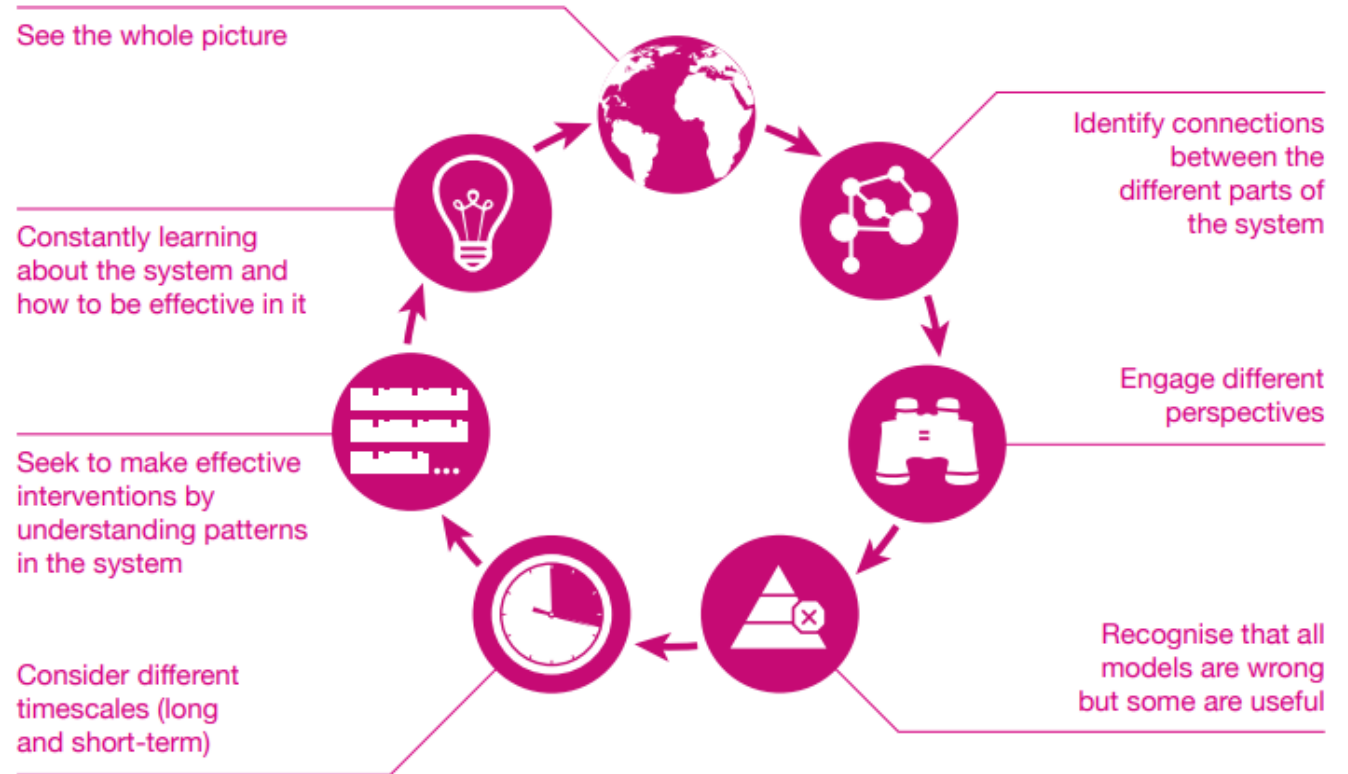 See the whole picture
Identify connections
between the
different parts of
the system
Engage different
perspectives
Recognise that all
models are wrong
but some are useful
Consider different
timescales (long
and short-term)
Seek to make effective
interventions by
understanding patterns
in the system
Constantly learning
about the system and
how to be effective in it